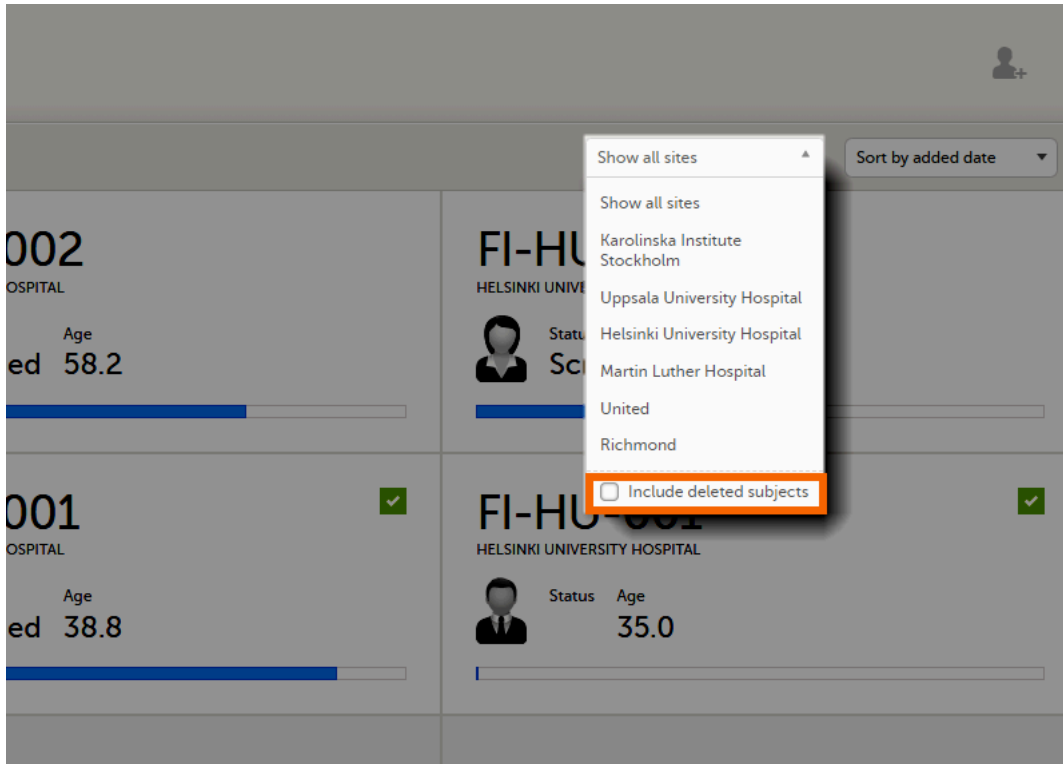 Show all sites
Sort by added date
Show all sites
Karolinska Institute
Stockholm
Uppsala University Hospital
Helsinki University Hospital
Martin Luther Hospital
United
Richmond
Include deleted subjects
002
OSPITAL
Age
ed 58.2
FI-HU
HELSINKI UNIVE
Statu
Sc
001
OSPITAL
Age
ed 38.8
FI-HU-001
HELSINKI UNIVERSITY HOSPITAL
Status Age
35.0